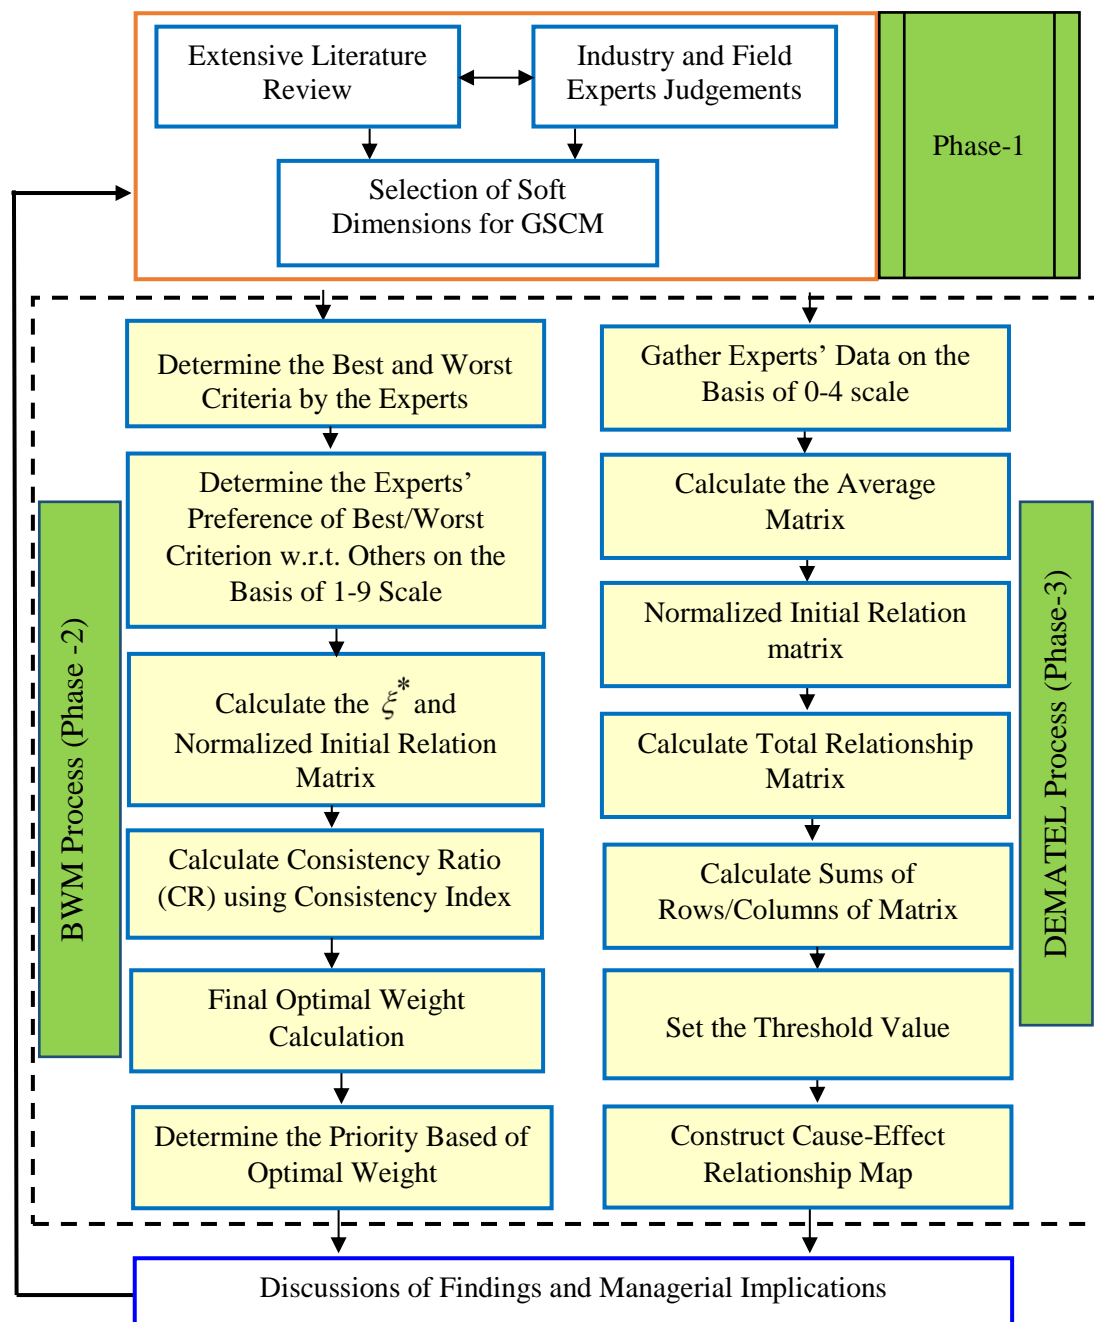 Extensive Literature
Review
Industry and Field
Experts Judgements
Selection of Soft
Dimensions for GSCM
Phase-1
BWM Process (Phase -2)
Determine the Best and Worst
Criteria by the Experts
Determine the Experts’
Preference of Best/Worst
Criterion w.r.t. Others on the
Basis of 1-9 Scale
Calculate the ξ* and
Normalized Initial Relation
Matrix
Calculate Consistency Ratio
(CR) using Consistency Index
Final Optimal Weight
Calculation
Determine the Priority Based of
Optimal Weight
Gather Experts’ Data on the
Basis of 0-4 scale
Calculate the Average
Matrix
Normalized Initial Relation
matrix
Calculate Total Relationship
Matrix
Calculate Sums of
Rows/Columns of Matrix
Set the Threshold Value
Construct Cause-Effect
Relationship Map
DEMATEL Process (Phase-3)
Discussions of Findings and Managerial Implications